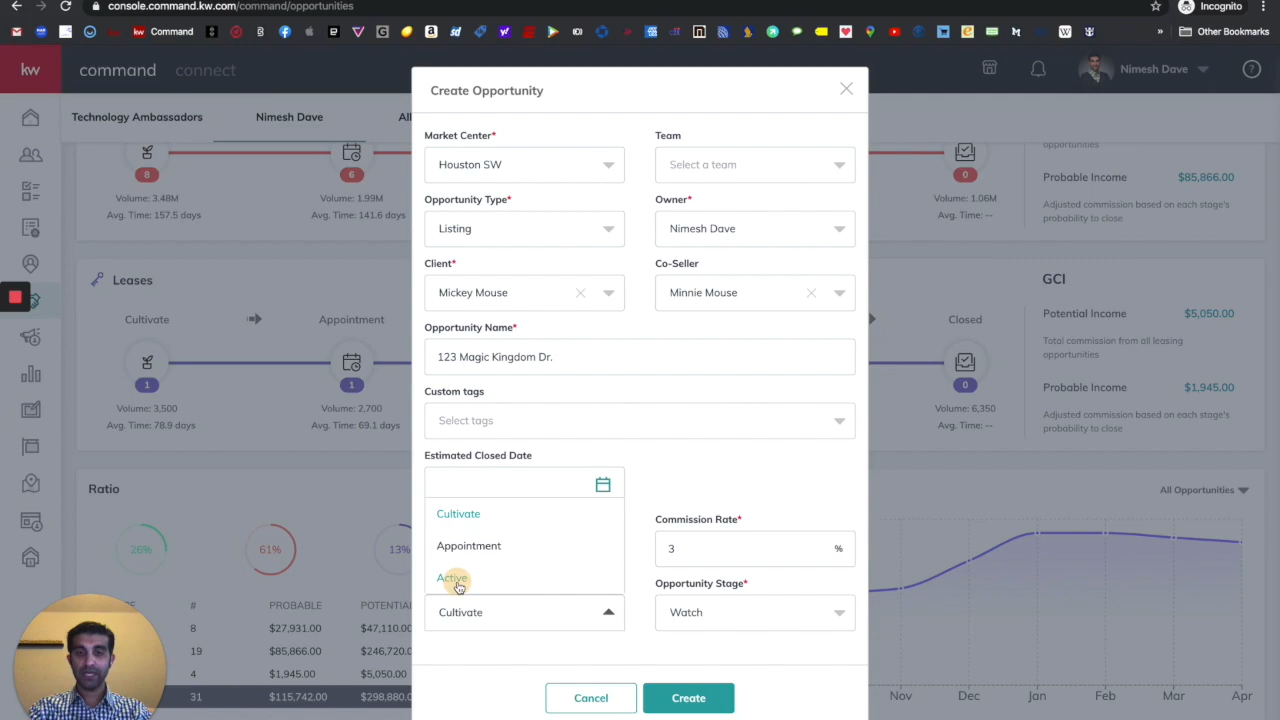 console.command.kw.com/command/opportunities
Incognito
Command
Other Bookmarks
kw
command
connect
Nimesh Dave
Technology Ambassadors
Nimesh Dave
All
Create Opportunity
Market Center*
Team
Houston SW
Select a team
Opportunity Type*
Owner*
Listing
Nimesh Dave
Client*
Co-Seller
Mickey Mouse
Minnie Mouse
Opportunity Name*
123 Magic Kingdom Dr.
Custom tags
Select tags
Estimated Closed Date
Cultivate
Appointment
Active
Cultivate
Commission Rate*
3
%
Opportunity Stage*
Watch
Cancel
Create
8
6
Volume: 3.48M
Volume: 1.99M
Avg. Time: 157.5 days
Avg. Time: 141.6 days
0
Volume: 1.06M
Avg. Time: --
opportunities
Probable Income
$85,866.00
Adjusted commission based on each stage's
probability to close
Leases
Cultivate
Appointment
1
1
Volume: 3,500
Volume: 2,700
Avg. Time: 78.9 days
Avg. Time: 69.1 days
Closed
0
Volume: 6,350
Avg. Time: --
GCI
Potential Income
$5,050.00
Total commission from all leasing
opportunities
Probable Income
$1,945.00
Adjusted commission based on each stage's
probability to close
Ratio
26%
61%
13%
#
PROBABLE
POTENTIAL
8
$27,931.00
$47,110.00
19
$85,866.00
$246,720.0
4
$1,945.00
$5,050.00
31
$115,742.00
$298,880.0
All Opportunities
Nov
Dec
Jan
Feb
Mar
Apr